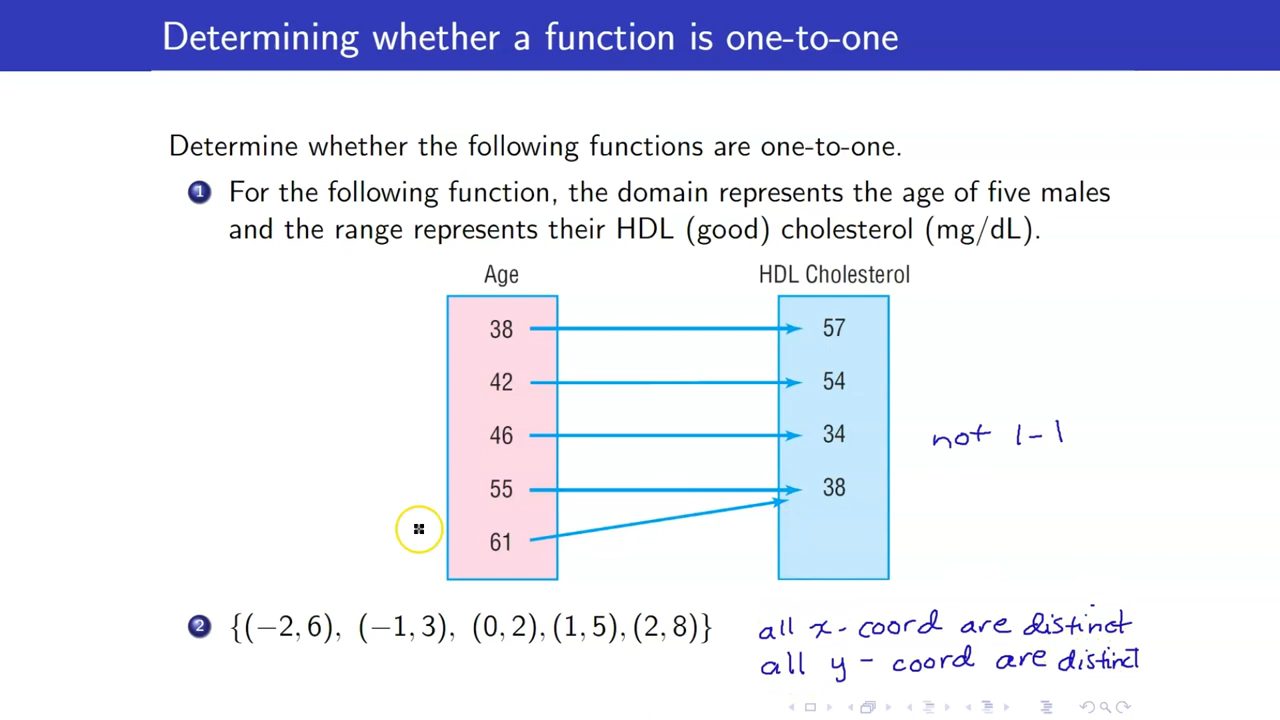 Determining whether a function is one-to-one
Determine whether the following functions are one-to-one.
1 For the following function, the domain represents the age of five males
and the range represents their HDL (good) cholesterol (mg/dL).
Age HDL Cholesterol
38 57
42 54
46 34
not 1-1
55 38
61
2 {(−2, 6), (−1, 3), (0, 2), (1, 5), (2, 8)}
all x-coord are distinct
all y-coord are distinct